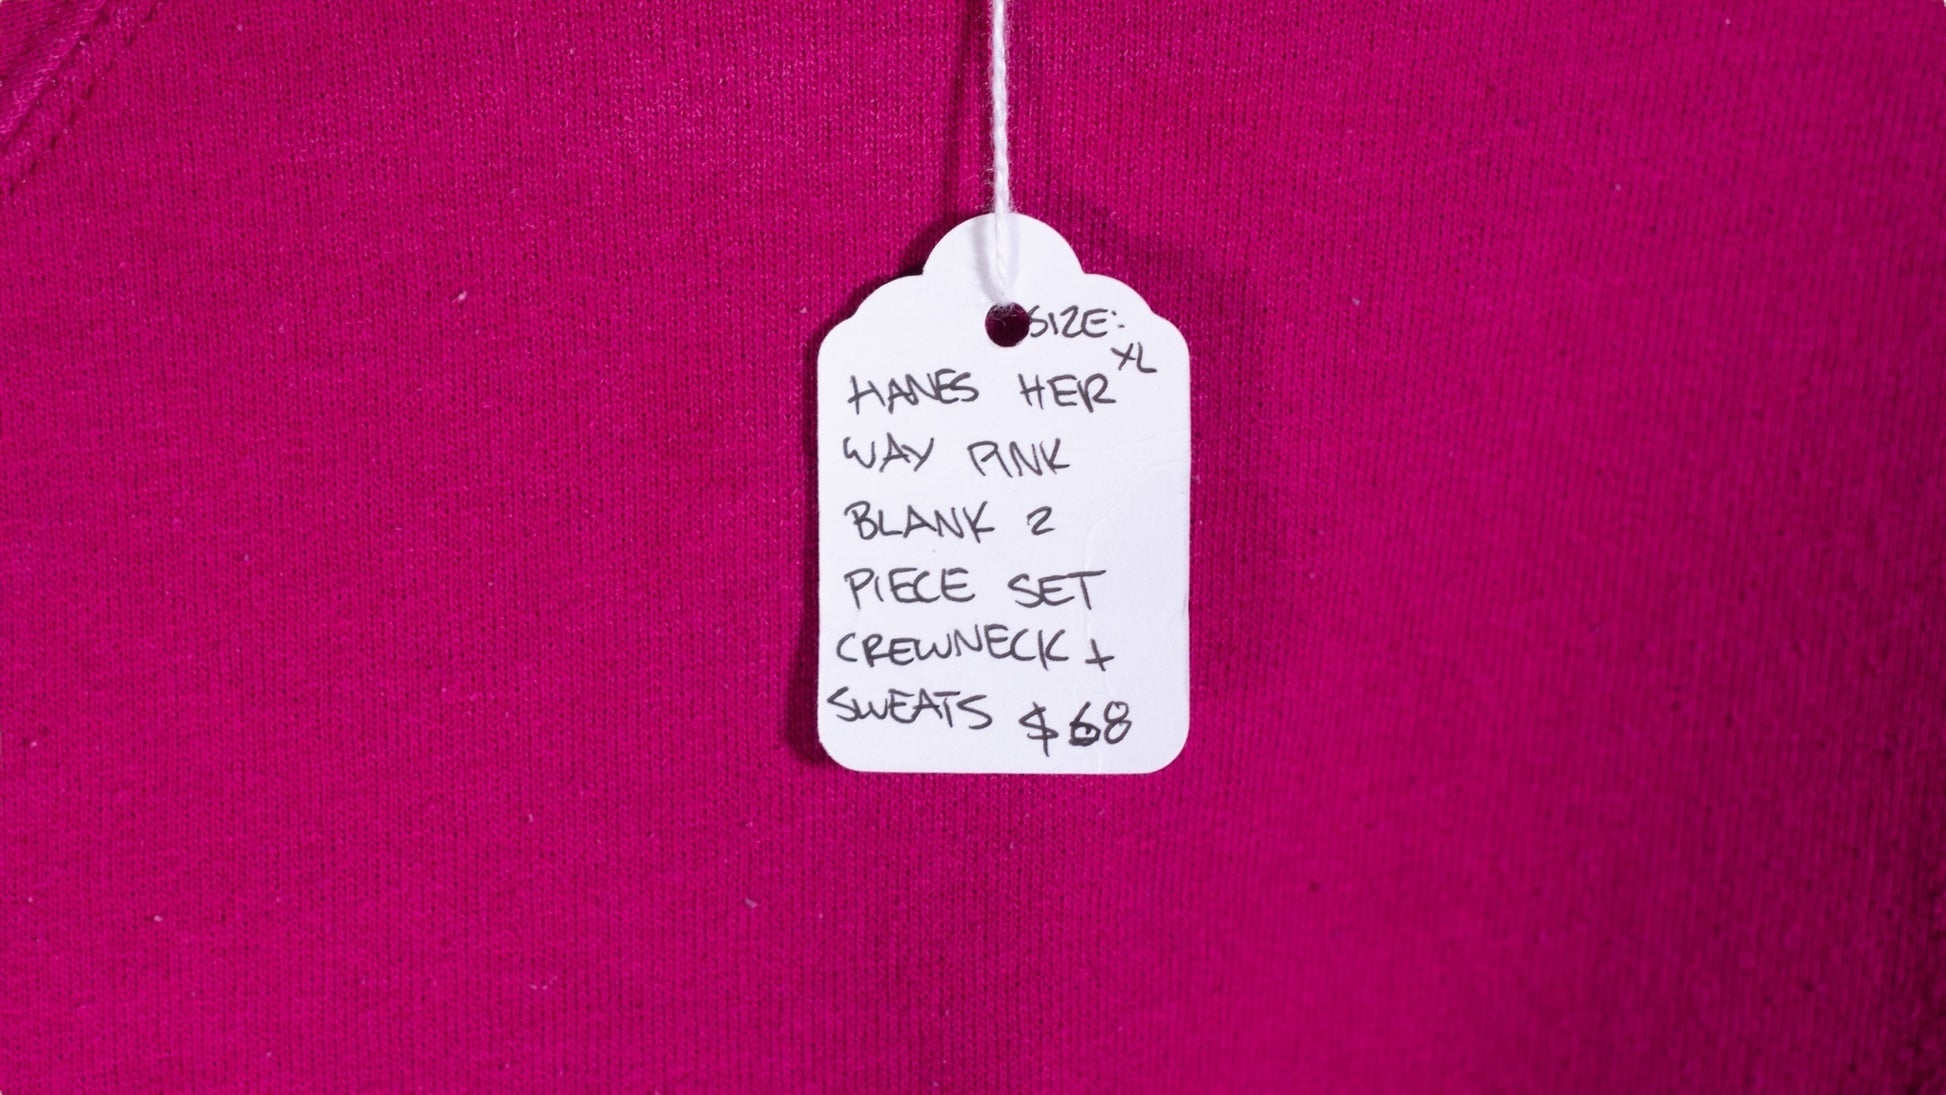 SIZE:
XL
HANES HER
WAY PINK
BLANK 2
PIECE SET
CREWNECK +
SWEATS $68